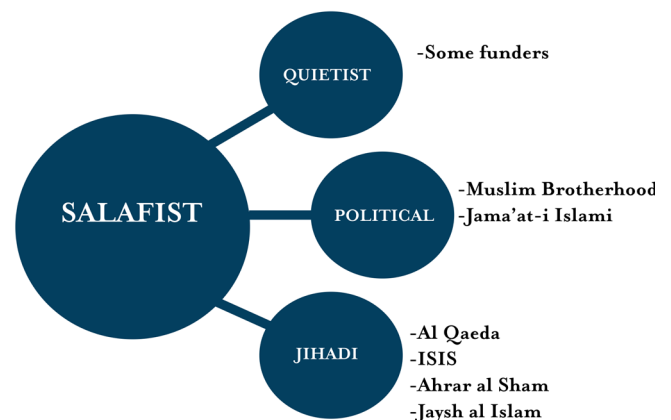 QUIETIST
-Some funders
SALAFIST
POLITICAL
-Muslim Brotherhood
-Jama’at-i Islami
JIHADI
-Al Qaeda
-ISIS
-Ahrar al Sham
-Jaysh al Islam